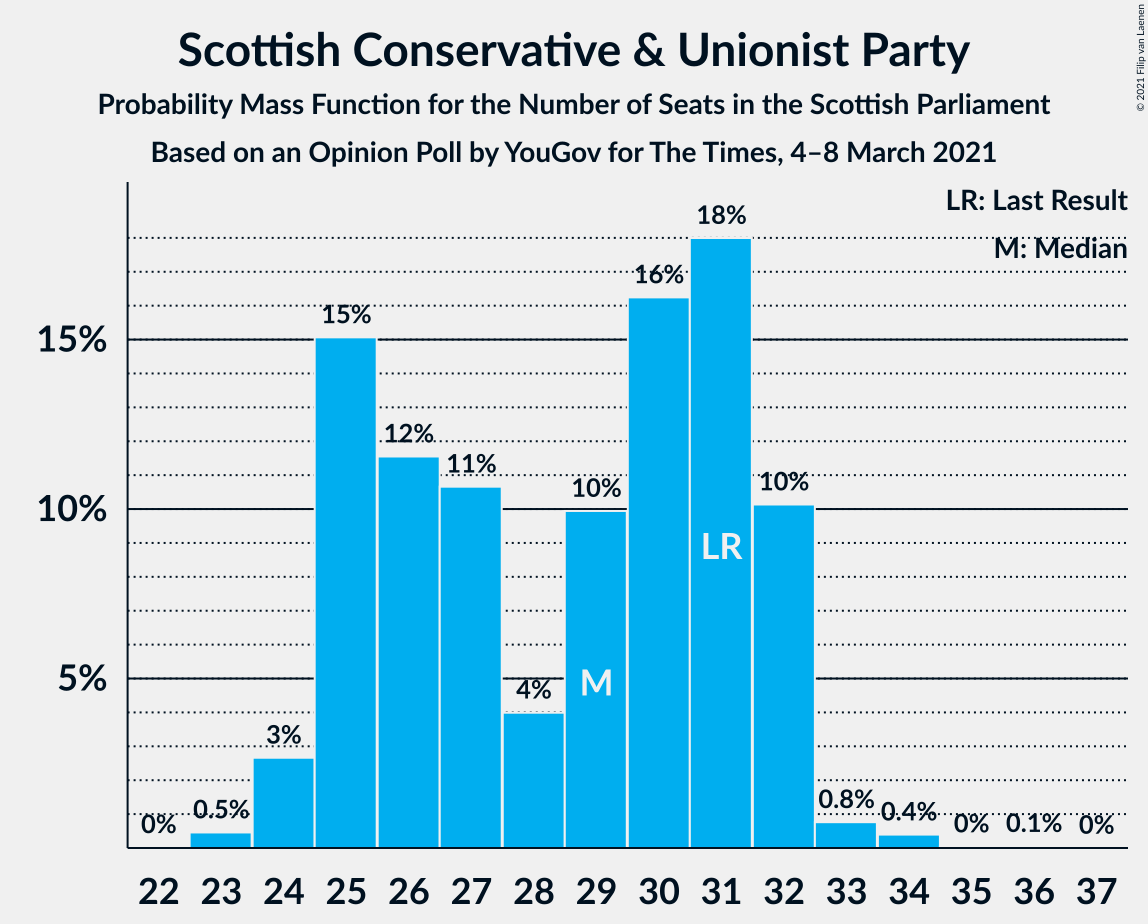 Scottish Conservative & Unionist Party
Probability Mass Function for the Number of Seats in the Scottish Parliament
Based on an Opinion Poll by YouGov for The Times, 4–8 March 2021
© 2021 Filip van Laenen
LR: Last Result
M: Median
18%
16%
15%
15%
12%
11%
10%
10%
10%
LR
5%
4%
M
3%
0%
0.5%
0.8%
0.4%
0%
0.1%
0%
22 23 24 25 26 27 28 29 30 31 32 33 34 35 36 37